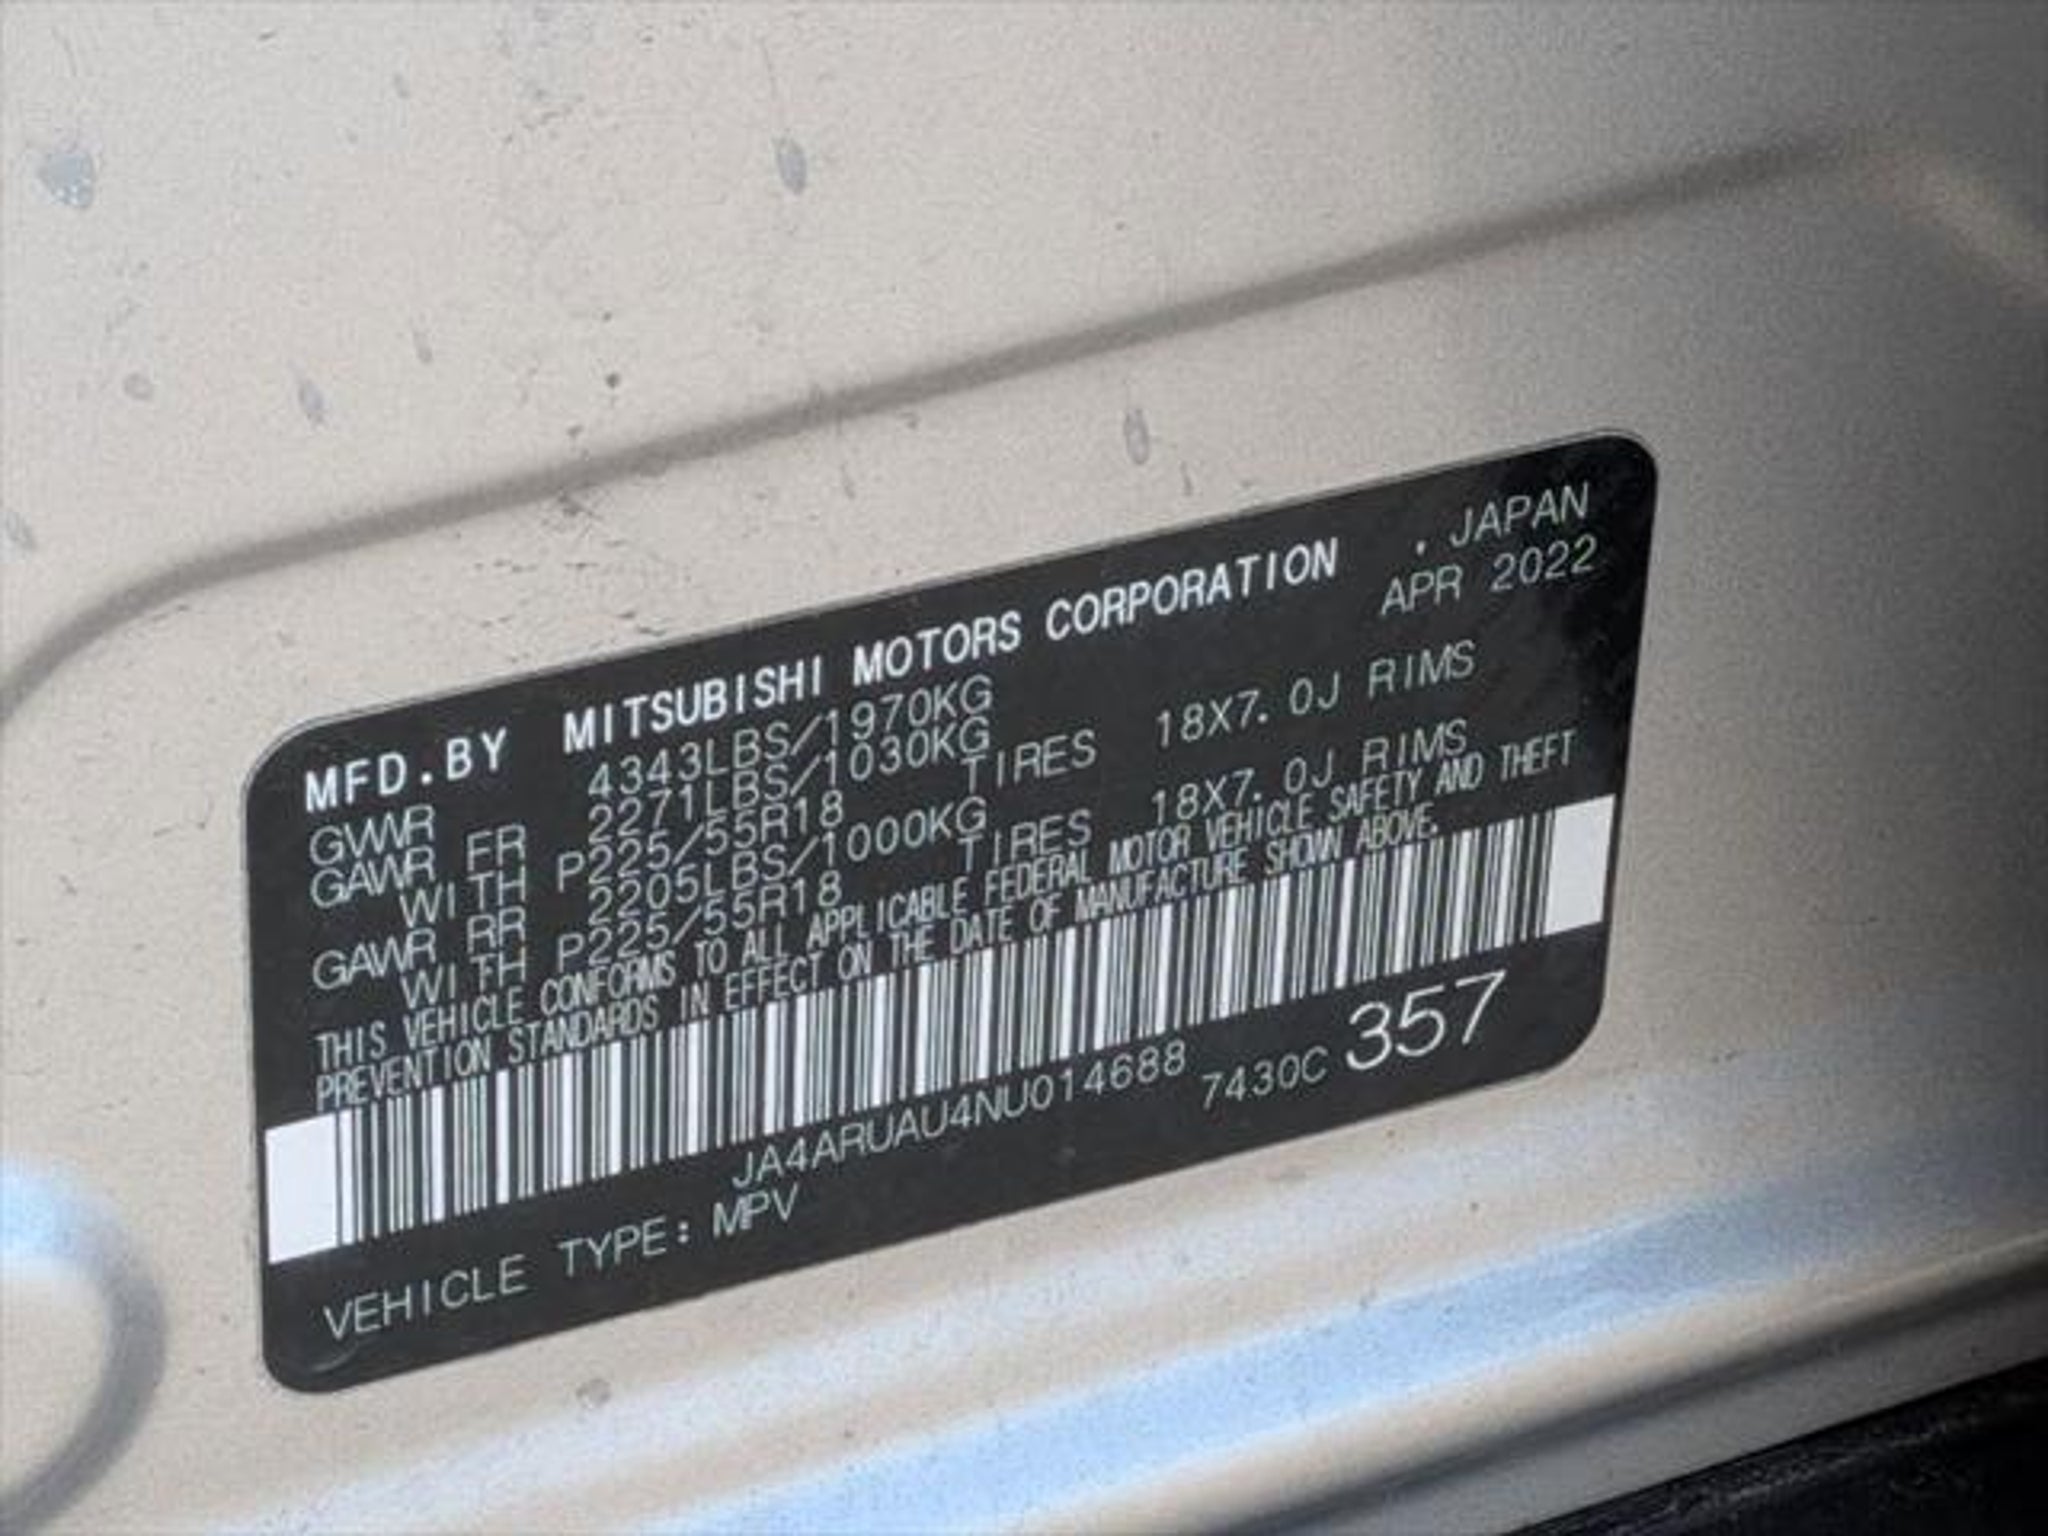 MFD.BY MITSUBISHI MOTORS CORPORATION . JAPAN
APR 2022
GVWR 4343LBS/1970KG
GAWR FR 2271LBS/1030KG
WITH P225/55R18 TIRES 18X7.0J RIMS
GAWR RR 2205LBS/1000KG
WITH P225/55R18 TIRES 18X7.0J RIMS
THIS VEHICLE CONFORMS TO ALL APPLICABLE FEDERAL MOTOR VEHICLE SAFETY AND THEFT
PREVENTION STANDARDS IN EFFECT ON THE DATE OF MANUFACTURE SHOWN ABOVE.
JA4ARUAU4NU014688
7430C 357
VEHICLE TYPE: MPV